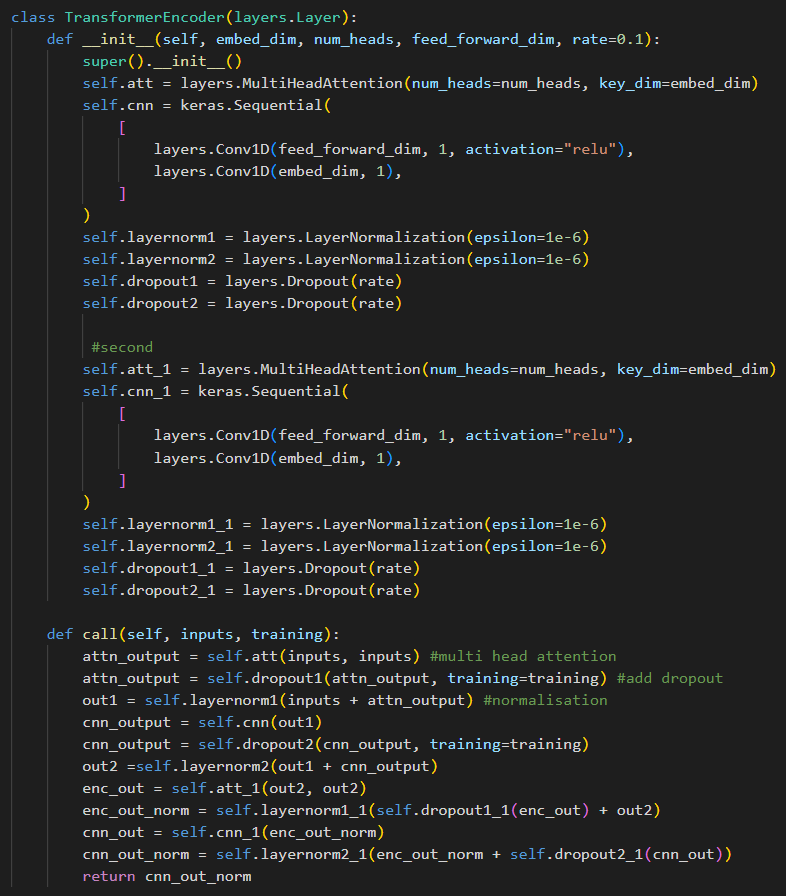 class TransformerEncoder(layers.Layer):
    def __init__(self, embed_dim, num_heads, feed_forward_dim, rate=0.1):
        super().__init__()
        self.att = layers.MultiHeadAttention(num_heads=num_heads, key_dim=embed_dim)
        self.cnn = keras.Sequential(
            [
                layers.Conv1D(feed_forward_dim, 1, activation="relu"),
                layers.Conv1D(embed_dim, 1),
            ]
        )
        self.layernorm1 = layers.LayerNormalization(epsilon=1e-6)
        self.layernorm2 = layers.LayerNormalization(epsilon=1e-6)
        self.dropout1 = layers.Dropout(rate)
        self.dropout2 = layers.Dropout(rate)

         #second
        self.att_1 = layers.MultiHeadAttention(num_heads=num_heads, key_dim=embed_dim)
        self.cnn_1 = keras.Sequential(
            [
                layers.Conv1D(feed_forward_dim, 1, activation="relu"),
                layers.Conv1D(embed_dim, 1),
            ]
        )
        self.layernorm1_1 = layers.LayerNormalization(epsilon=1e-6)
        self.layernorm2_1 = layers.LayerNormalization(epsilon=1e-6)
        self.dropout1_1 = layers.Dropout(rate)
        self.dropout2_1 = layers.Dropout(rate)

    def call(self, inputs, training):
        attn_output = self.att(inputs, inputs) #multi head attention
        attn_output = self.dropout1(attn_output, training=training) #add dropout
        out1 = self.layernorm1(inputs + attn_output) #normalisation
        cnn_output = self.cnn(out1)
        cnn_output = self.dropout2(cnn_output, training=training)
        out2 =self.layernorm2(out1 + cnn_output)
        enc_out = self.att_1(out2, out2)
        enc_out_norm = self.layernorm1_1(self.dropout1_1(enc_out) + out2)
        cnn_out = self.cnn_1(enc_out_norm)
        cnn_out_norm = self.layernorm2_1(enc_out_norm + self.dropout2_1(cnn_out))
        return cnn_out_norm